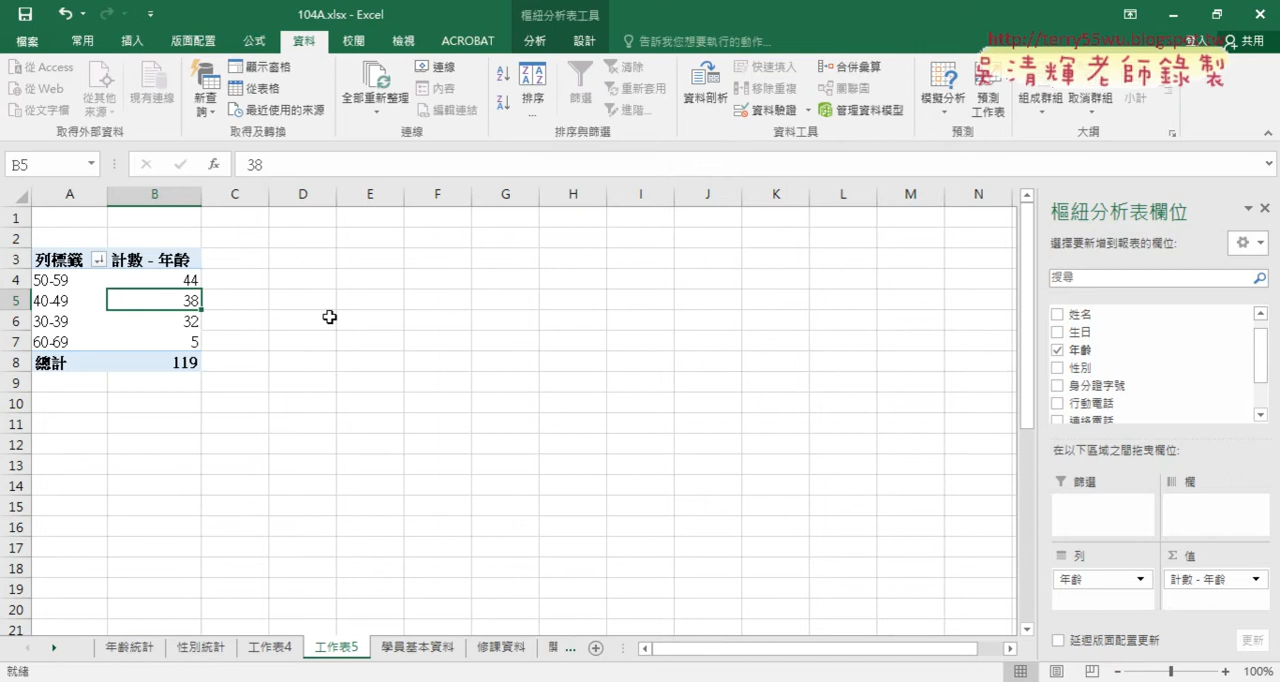 104A.xlsx - Excel
樞紐分析表工具
http://terry55wu.blogspot.tw
吳清輝老師錄製
檔案 常用 插入 版面配置 公式 資料 校閱 檢視 ACROBAT 分析 設計 告訴我您想要執行的動作... 登入 共用
從 Access
從 Web
從文字檔
從其他來源
現有連線
取得外部資料
新查詢
顯示窗格
從表格
最近使用的來源
取得及轉換
全部重新整理
連線
內容
編輯連結
連線
排序...
篩選
清除
重新套用
進階...
排序與篩選
資料剖析
快速填入
移除重複
資料驗證
合併彙算
關聯圖
管理資料模型
資料工具
模擬分析
預測工作表
預測
組成群組
取消群組
小計
大綱
B5 fx 38
A B C D E F G H I J K L M N
1
2
3 列標籤 計數 - 年齡
4 50-59 44
5 40-49 38
6 30-39 32
7 60-69 5
8 總計 119
9
10
11
12
13
14
15
16
17
18
19
20
21
樞紐分析表欄位
選擇要新增到報表的欄位:
搜尋
姓名
生日
年齡
性別
身分證字號
行動電話
連絡電話
在以下區域之間拖曳欄位:
篩選 欄
列 Σ 值
年齡 計數 - 年齡
延遲版面配置更新 更新
年齡統計 性別統計 工作表4 工作表5 學員基本資料 修課資料 ...
就緒 100%